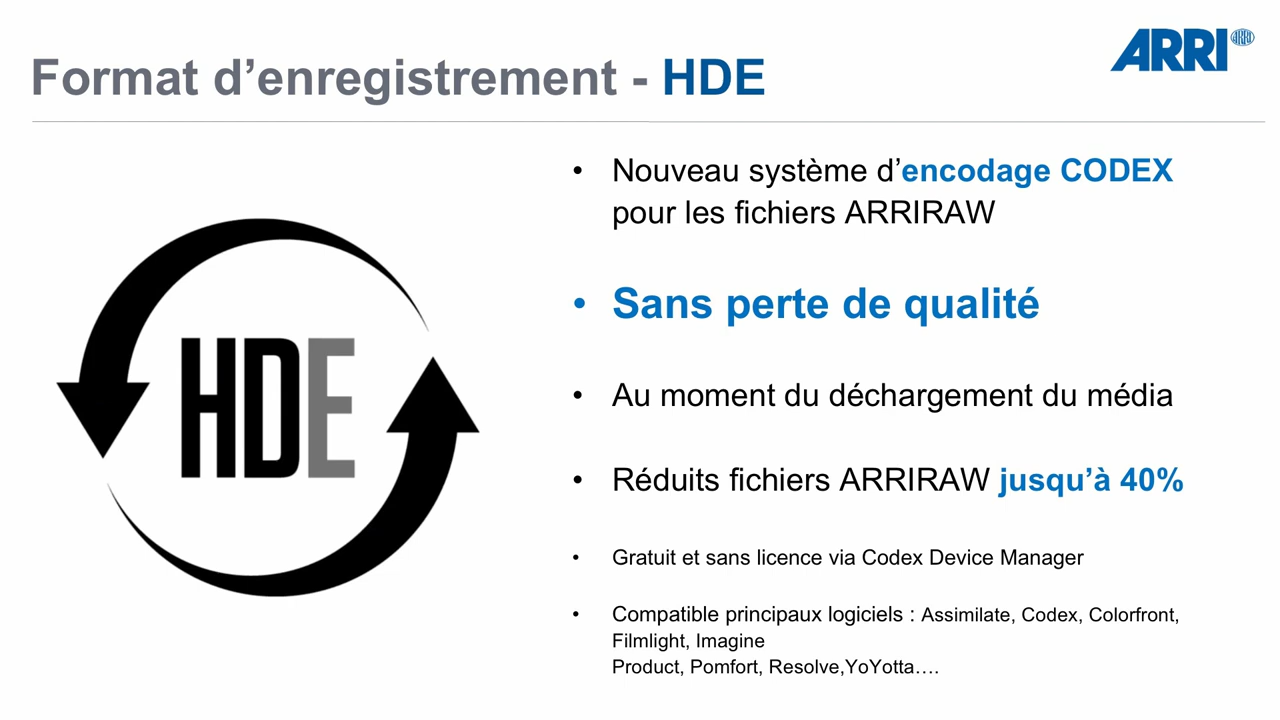 ARRI ARRI
Format d’enregistrement - HDE
• Nouveau système d’encodage CODEX
pour les fichiers ARRIRAW
• Sans perte de qualité
• Au moment du déchargement du média
• Réduits fichiers ARRIRAW jusqu’à 40%
• Gratuit et sans licence via Codex Device Manager
• Compatible principaux logiciels : Assimilate, Codex, Colorfront,
Filmlight, Imagine
Product, Pomfort, Resolve,YoYotta….
HDE